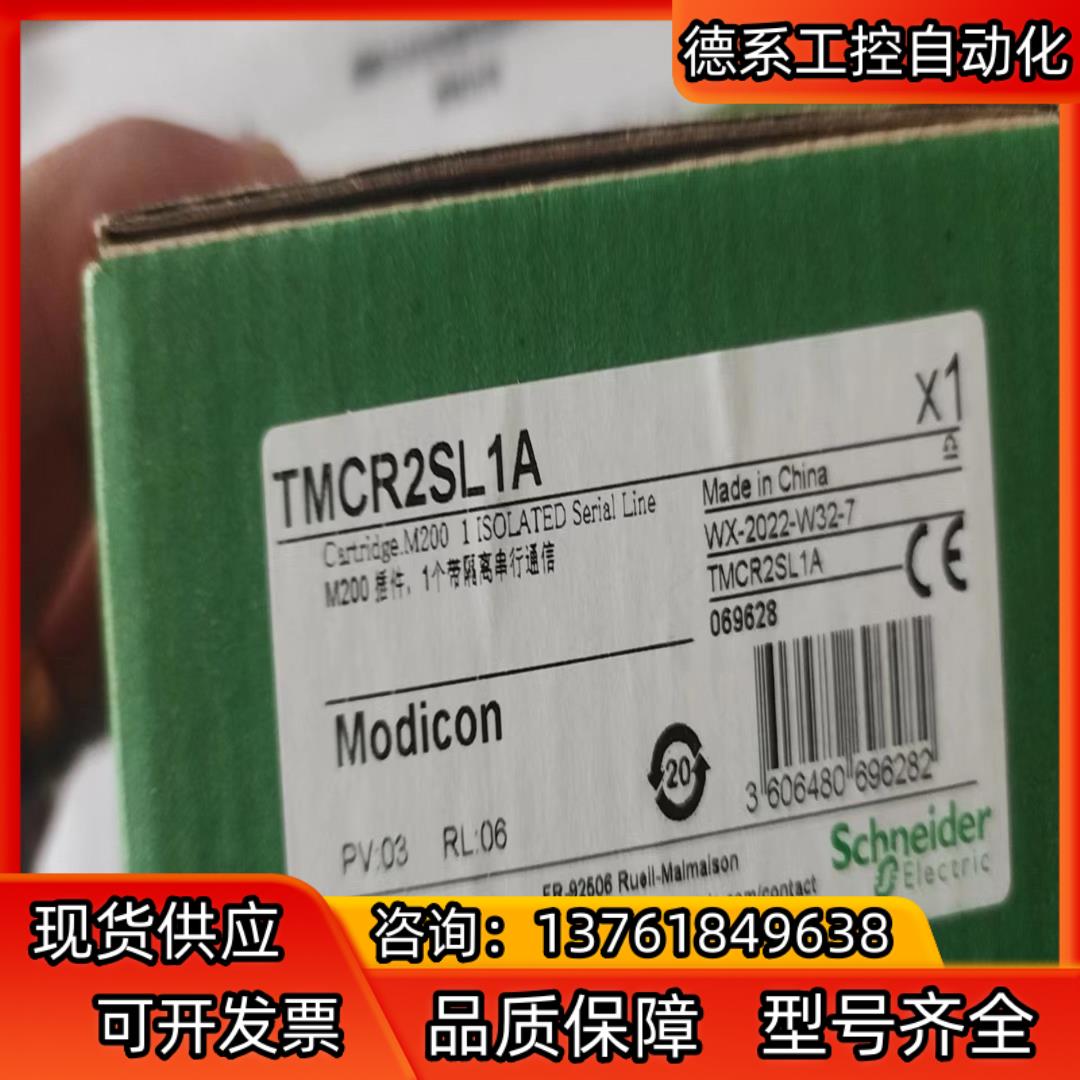 德系工控自动化
TMCR2SL1A
X1
Cartridge.M200 1 ISOLATED Serial Line
M200 插件，1个带隔离串行通信
Made in China
WX-2022-W32-7
TMCR2SL1A
069628
CE
Modicon
20
3 606480 696282
PV:03 RL:06
Schneider
Electric
FR-92506 Rueil-Malmaison
.com/contact
现货供应
咨询：13761849638
可开发票
品质保障
型号齐全